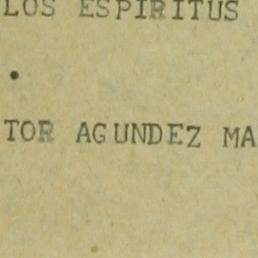 LOS ESPIRITUS
.
TOR AGUNDEZ MA